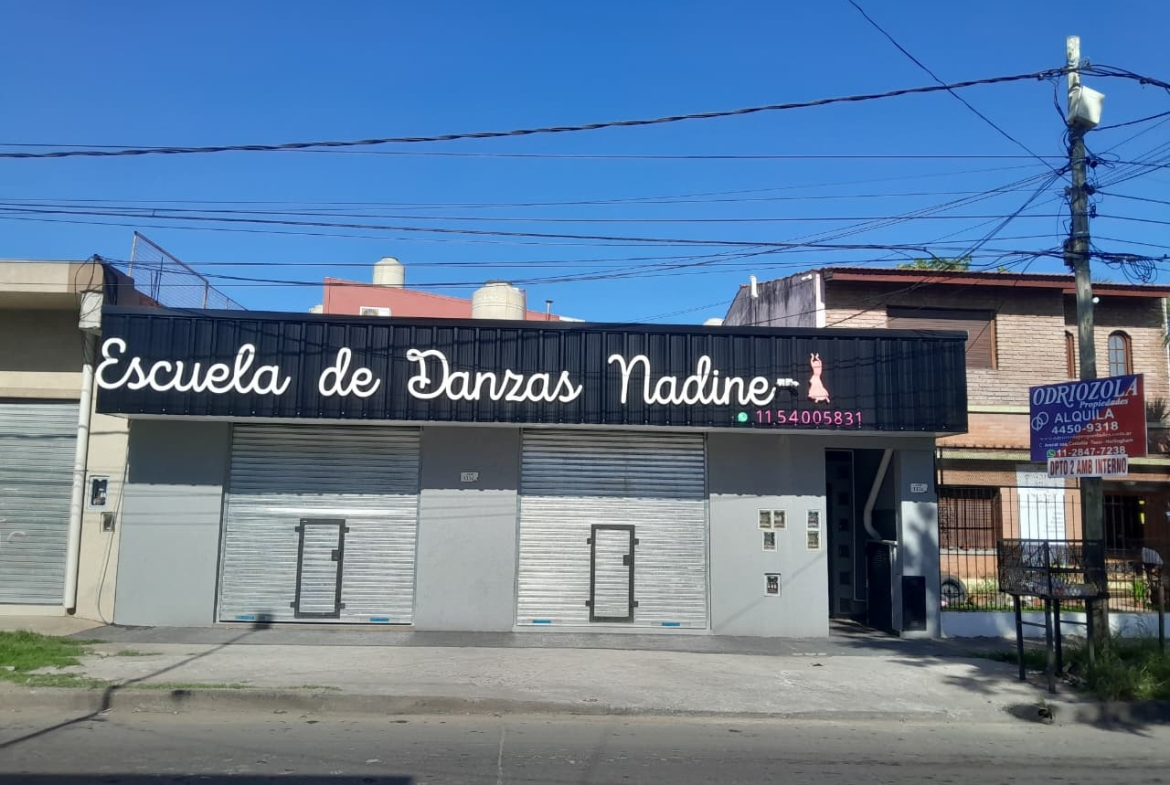 Escuela de Danzas Nadine
11 54005831
ODRIOZOLA
Propiedades
ALQUILA
4450-9318
11-2847-7238
DPTO 2 AMB INTERNO